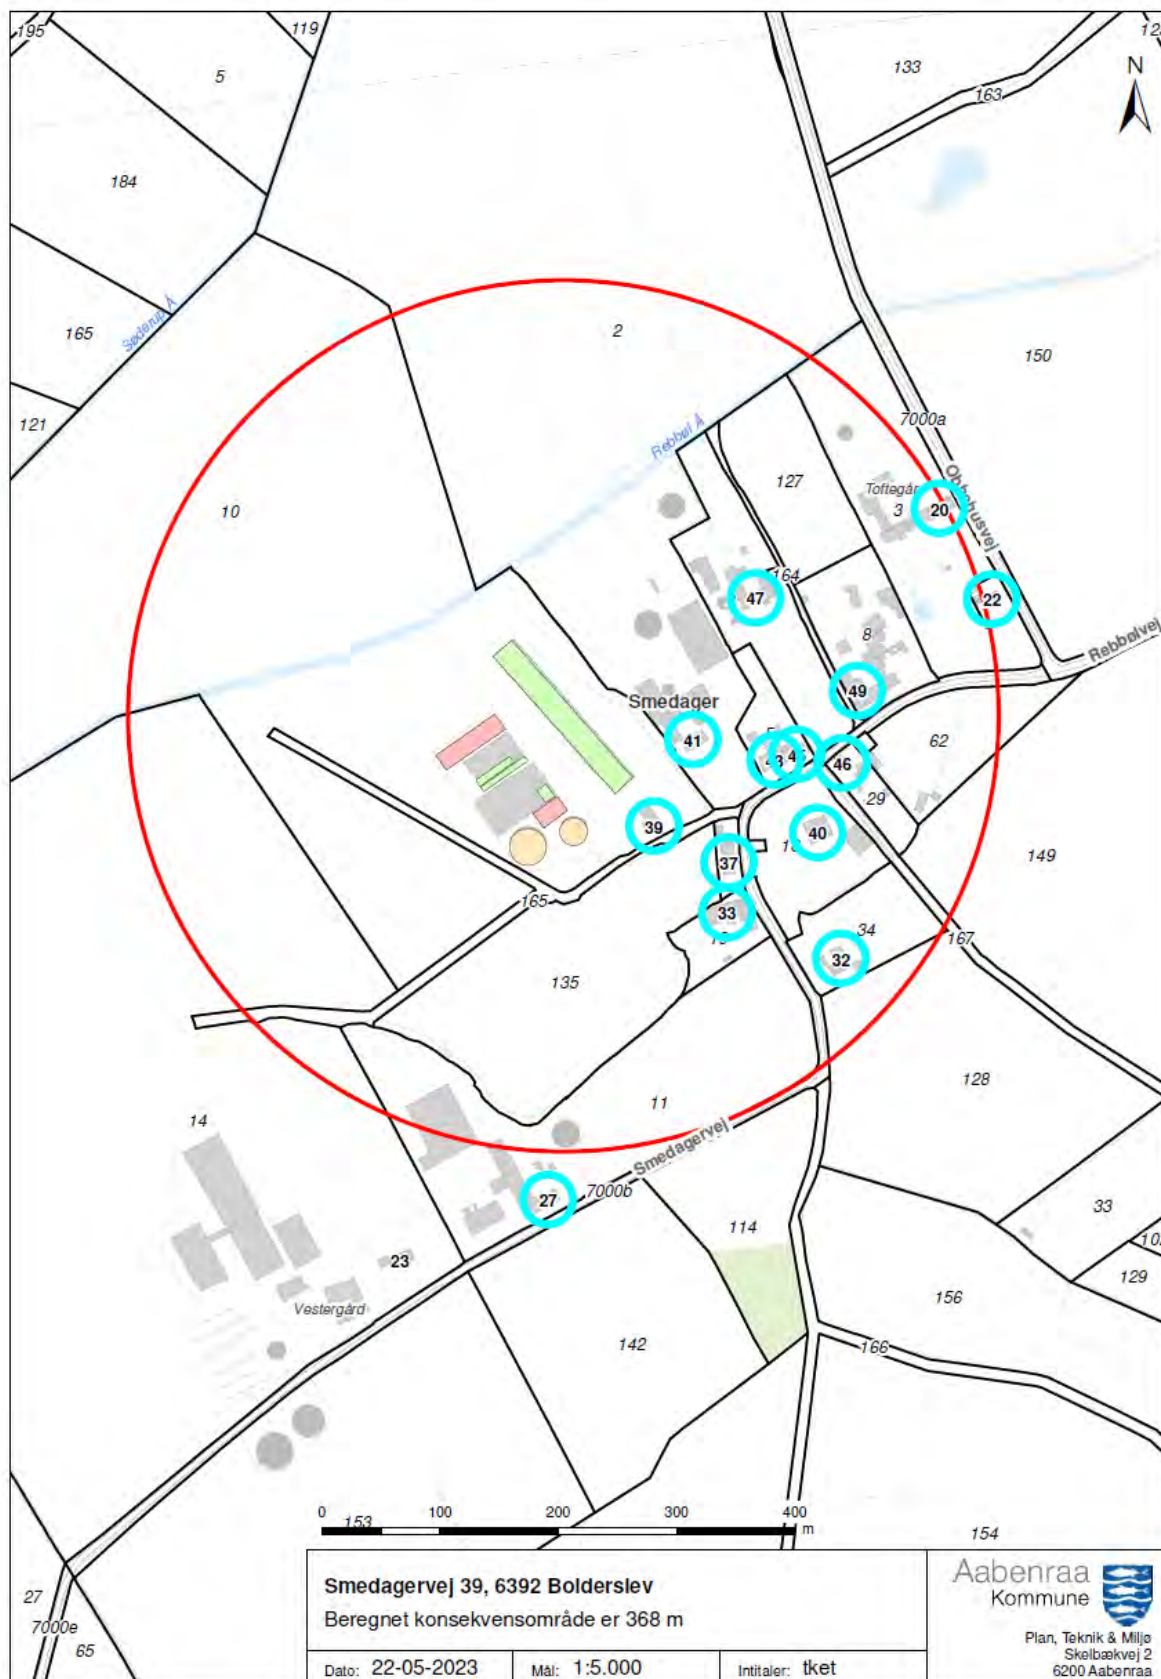 195
119
5
133
163
N
184
Søderup Å
165
2
150
121
7000a
Rebbøl Å
127
Toftegård
3
20
Obbehusvej
10
164
47
22
8
Rebbølvej
49
Smedager
41
43
45
46
62
29
39
40
37
149
165
33
34
167
32
135
128
11
14
Smedagervej
27
7000b
33
114
23
129
Vestergård
156
142
166
0 100 200 300 400
m
153
154
27
7000e
65
Smedagervej 39, 6392 Bolderslev
Beregnet konsekvensområde er 368 m
Dato: 22-05-2023 Mål: 1:5.000 Intitaler: tket
Aabenraa
Kommune
Plan, Teknik & Miljø
Skelbækvej 2
6200 Aabenraa